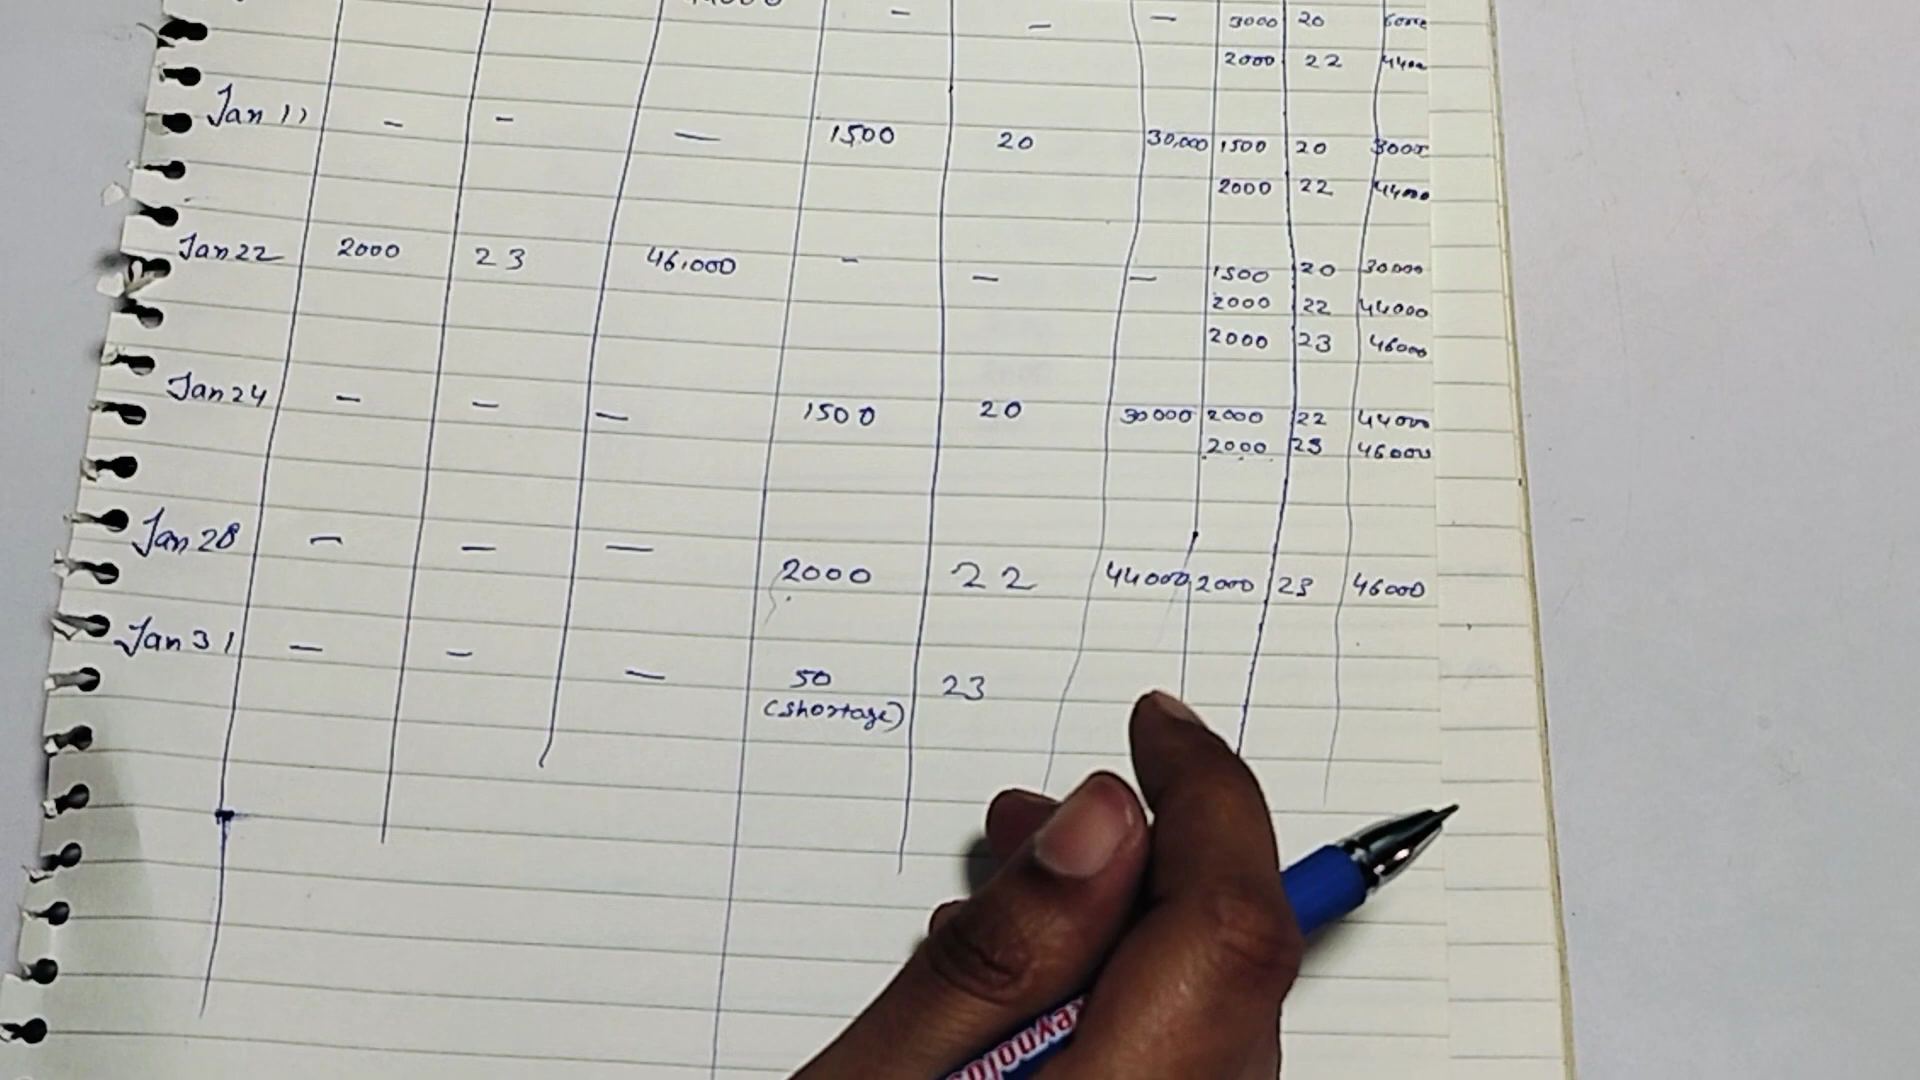 — — — 3000 20
2000 22
Jan 11 — — — 1500 20 30,000 1500 20
2000 22 44000
Jan 22 2000 23 46,000 — — — 1500 20 30000
2000 22 44000
2000 23 46000
Jan 24 — — — 1500 20 30000 2000 22 44000
2000 23 46000
Jan 28 — — — 2000 22 44000 2000 23 46000
Jan 31 — — — 50 23
(shortage)